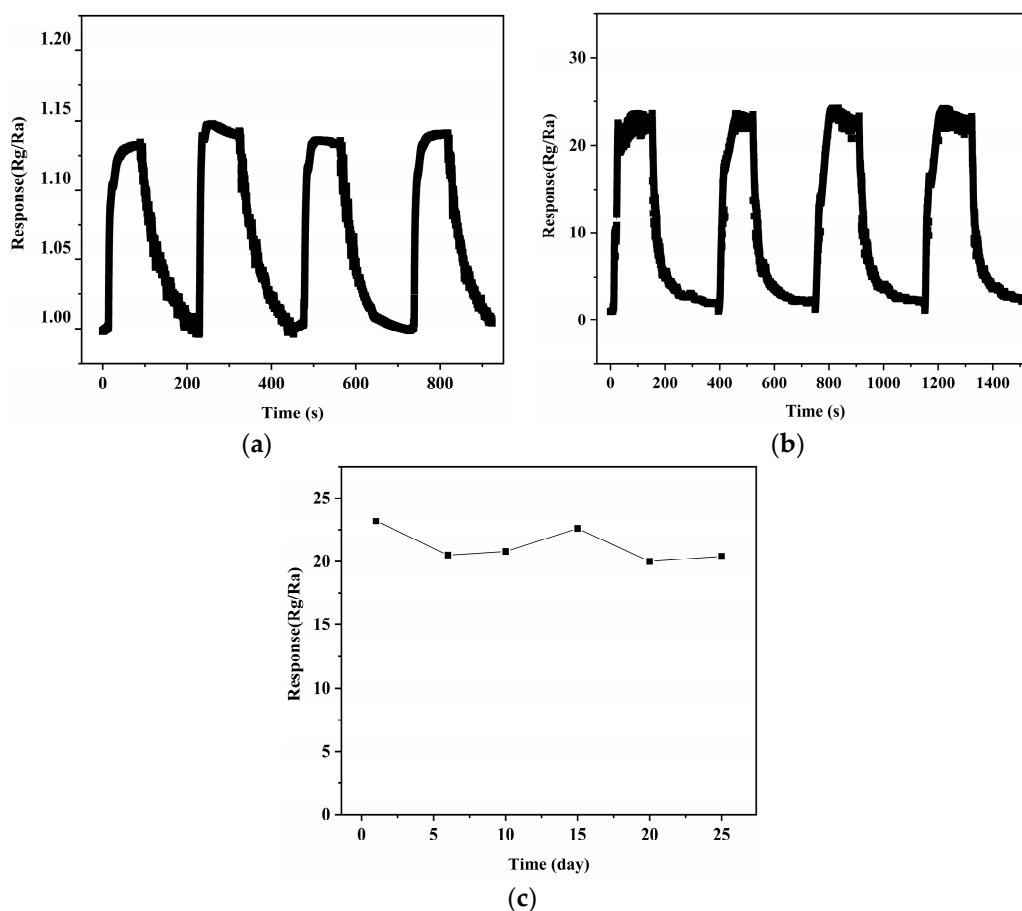 1.20
1.15
1.10
1.05
1.00
Response(Rg/Ra)
0 200 400 600 800
Time (s)
(a)
30
20
10
0
Response(Rg/Ra)
0 200 400 600 800 1000 1200 1400
Time (s)
(b)
25
20
15
10
5
0
Response(Rg/Ra)
0 5 10 15 20 25
Time (day)
(c)